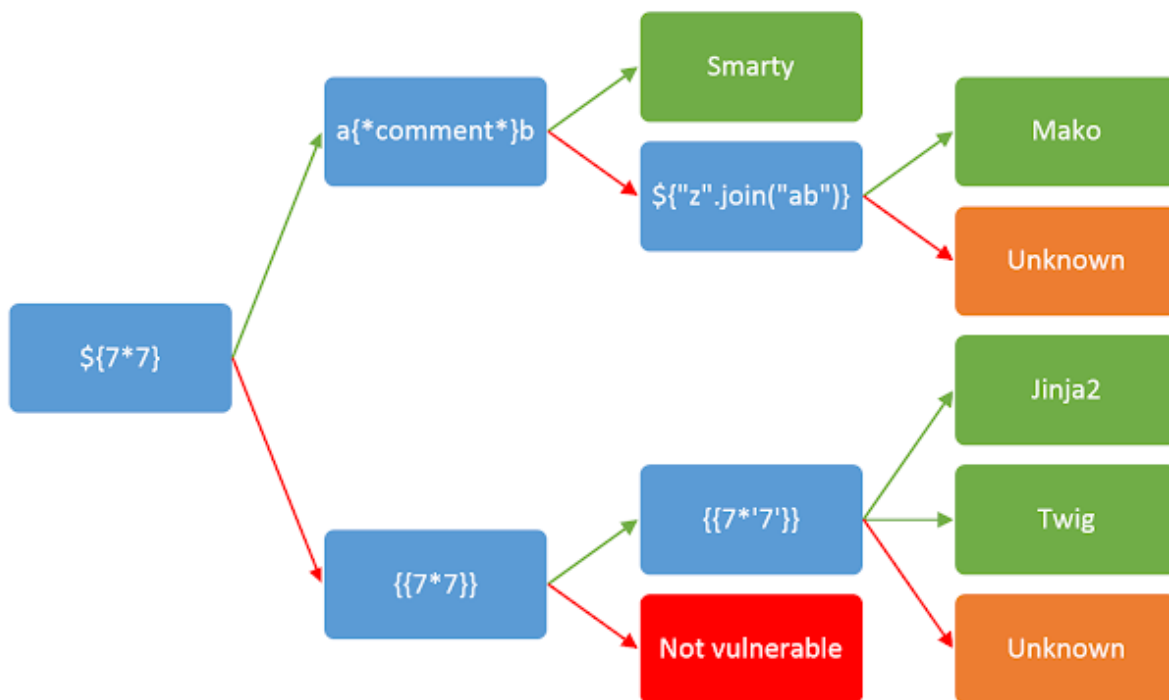 Smarty
a{*comment*}b
Mako
${"z".join("ab")}
Unknown
${7*7}
Jinja2
{{7*'7'}}
Twig
{{7*7}}
Not vulnerable
Unknown